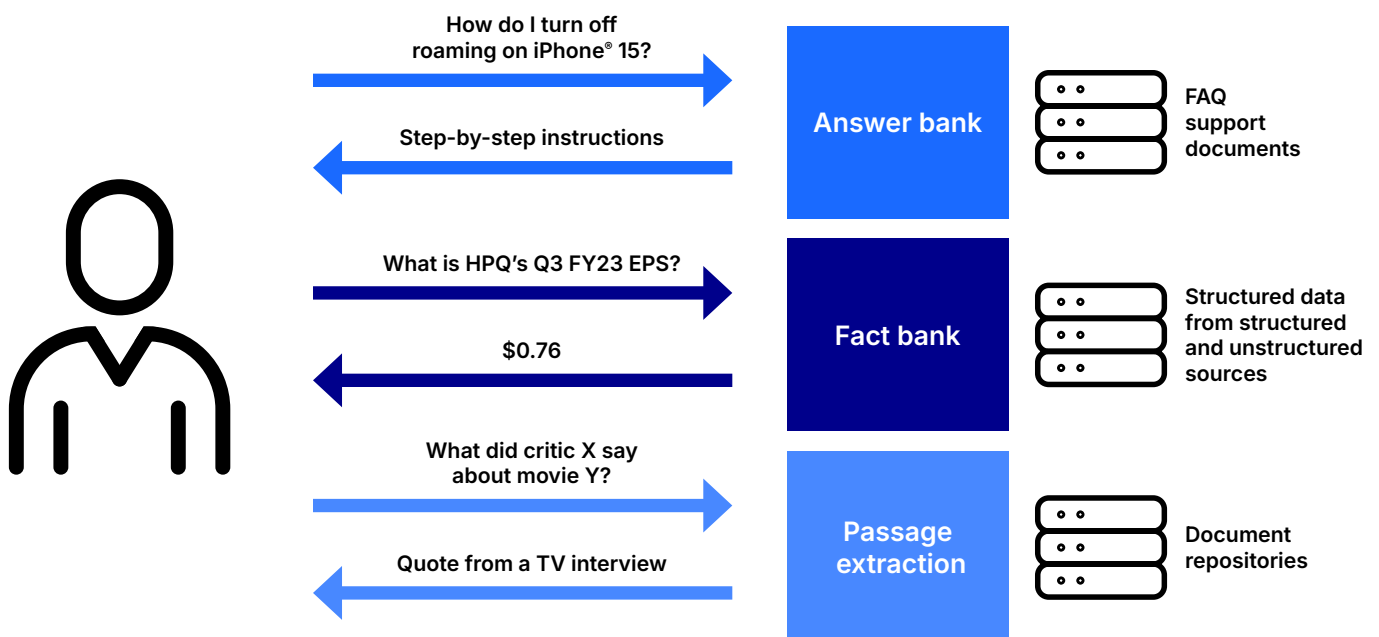 How do I turn off
roaming on iPhone® 15?
Step-by-step instructions
Answer bank
FAQ
support
documents
What is HPQ’s Q3 FY23 EPS?
$0.76
Fact bank
Structured data
from structured
and unstructured
sources
What did critic X say
about movie Y?
Quote from a TV interview
Passage
extraction
Document
repositories